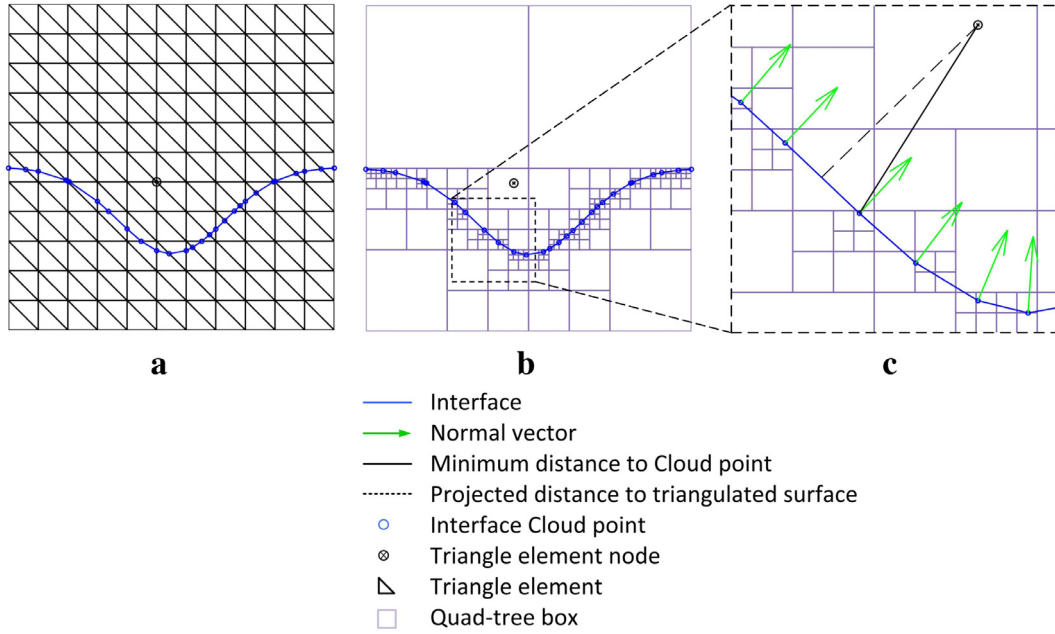 a
b
c
Interface
Normal vector
Minimum distance to Cloud point
Projected distance to triangulated surface
Interface Cloud point
Triangle element node
Triangle element
Quad-tree box